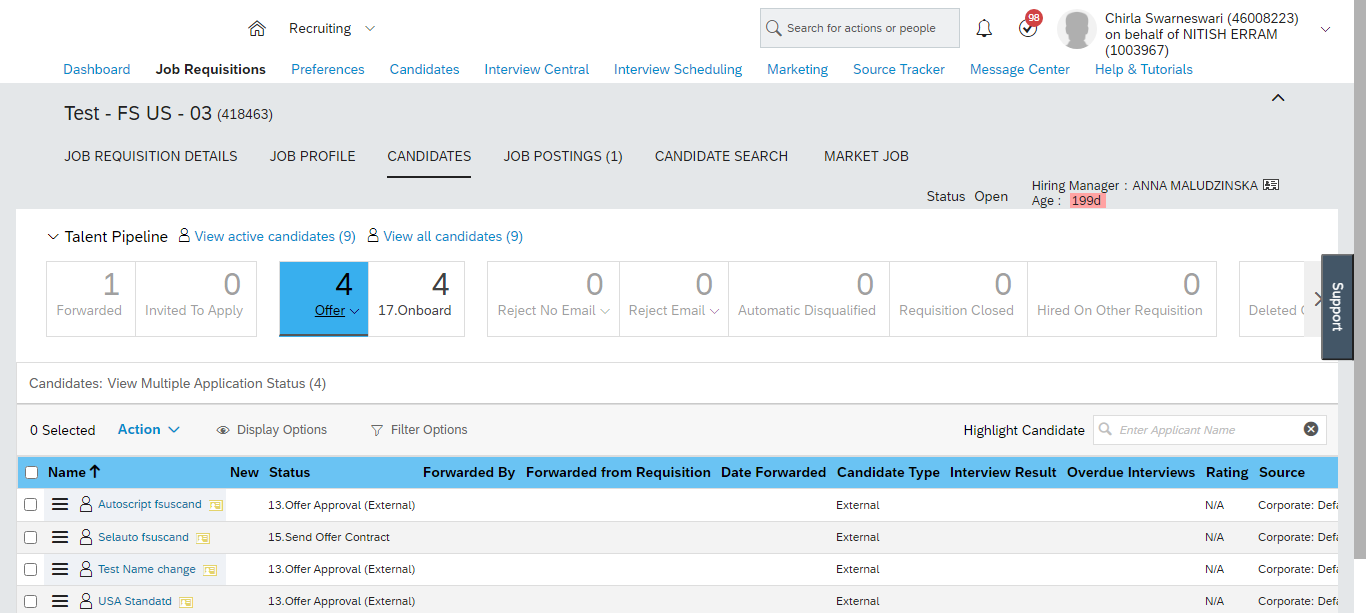 Recruiting
Search for actions or people
98
Chirla Swarneswari (46008223)
on behalf of NITISH ERRAM
(1003967)
Dashboard Job Requisitions Preferences Candidates Interview Central Interview Scheduling Marketing Source Tracker Message Center Help & Tutorials
Test - FS US - 03 (418463)
JOB REQUISITION DETAILS JOB PROFILE CANDIDATES JOB POSTINGS (1) CANDIDATE SEARCH MARKET JOB
Status Open
Hiring Manager : ANNA MALUDZINSKA
Age : 199d
Talent Pipeline View active candidates (9) View all candidates (9)
1 0 4 4 0 0 0 0 0
Forwarded Invited To Apply Offer 17.Onboard Reject No Email Reject Email Automatic Disqualified Requisition Closed Hired On Other Requisition Deleted
Support
Candidates: View Multiple Application Status (4)
0 Selected Action Display Options Filter Options Highlight Candidate Enter Applicant Name
Name New Status Forwarded By Forwarded from Requisition Date Forwarded Candidate Type Interview Result Overdue Interviews Rating Source
Autoscript fsuscand 13.Offer Approval (External) External N/A Corporate: Defa
Selauto fsuscand 15.Send Offer Contract External N/A Corporate: Defa
Test Name change 13.Offer Approval (External) External N/A Corporate: Defa
USA Standatd 13.Offer Approval (External) External N/A Corporate: Defa